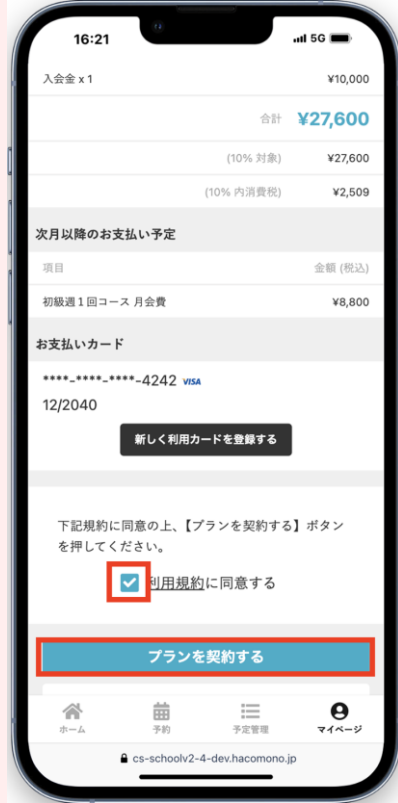 16:21
5G
入会金 x 1 ¥10,000
合計 ¥27,600
(10% 対象) ¥27,600
(10% 内消費税) ¥2,509
次月以降のお支払い予定
項目 金額 (税込)
初級週1回コース 月会費 ¥8,800
お支払いカード
****-****-****-4242 VISA
12/2040
新しく利用カードを登録する
下記規約に同意の上、【プランを契約する】ボタン
を押してください。
利用規約に同意する
プランを契約する
ホーム 予約 予定管理 マイページ
cs-schoolv2-4-dev.hacomono.jp